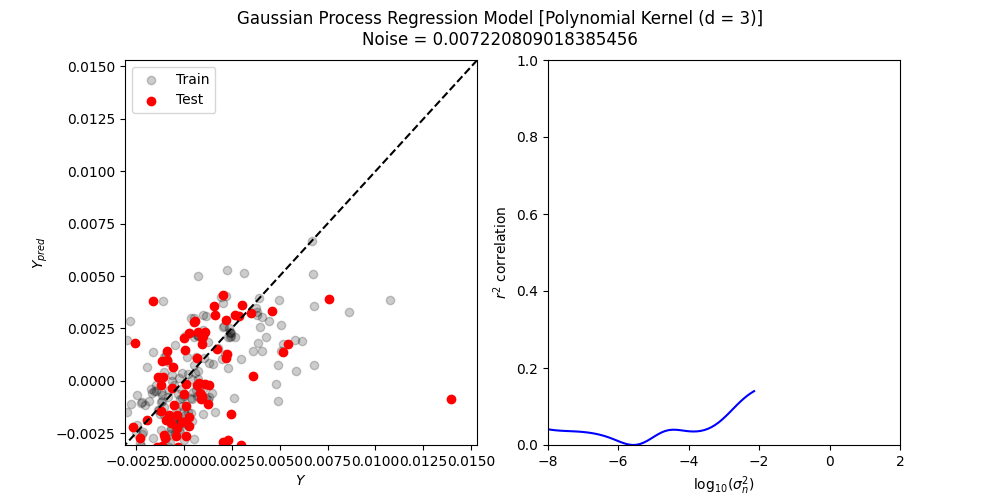 Gaussian Process Regression Model [Polynomial Kernel (d = 3)]
Noise = 0.007220809018385456
Train
Test
0.0150
0.0125
0.0100
0.0075
0.0050
0.0025
0.0000
−0.0025
Y_pred
−0.0025 0.0000 0.0025 0.0050 0.0075 0.0100 0.0125 0.0150
Y
1.0
0.8
0.6
0.4
0.2
0.0
r² correlation
−8 −6 −4 −2 0 2
log₁₀(σₙ²)